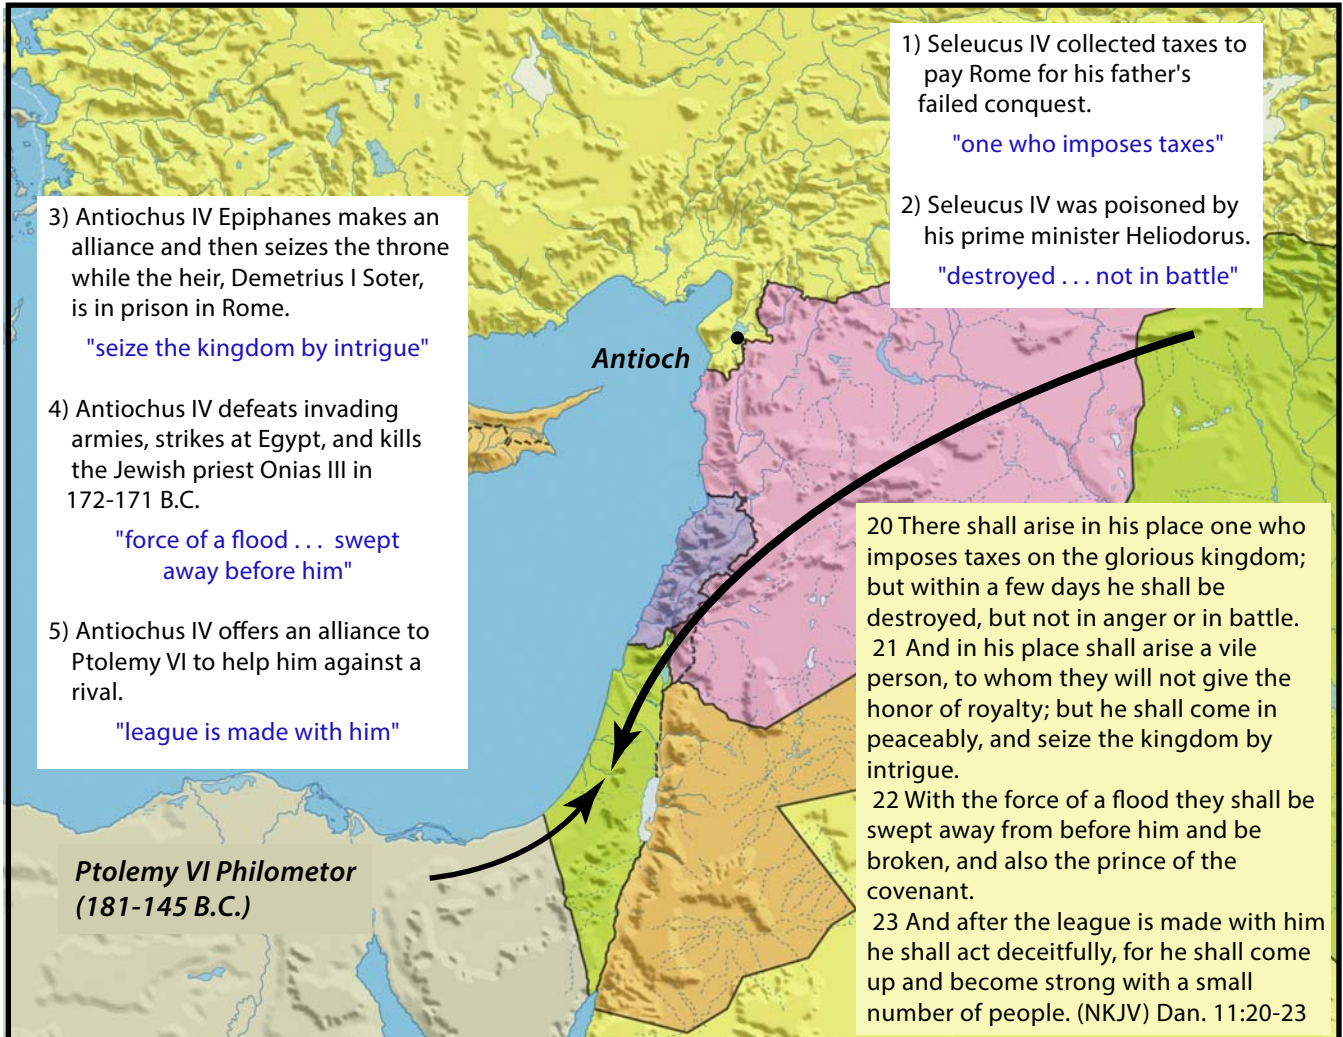 1) Seleucus IV collected taxes to
pay Rome for his father's
failed conquest.
"one who imposes taxes"
2) Seleucus IV was poisoned by
his prime minister Heliodorus.
"destroyed . . . not in battle"
3) Antiochus IV Epiphanes makes an
alliance and then seizes the throne
while the heir, Demetrius I Soter,
is in prison in Rome.
"seize the kingdom by intrigue"
4) Antiochus IV defeats invading
armies, strikes at Egypt, and kills
the Jewish priest Onias III in
172-171 B.C.
"force of a flood . . . swept
away before him"
5) Antiochus IV offers an alliance to
Ptolemy VI to help him against a
rival.
"league is made with him"
Antioch
Ptolemy VI Philometor
(181-145 B.C.)
20 There shall arise in his place one who
imposes taxes on the glorious kingdom;
but within a few days he shall be
destroyed, but not in anger or in battle.
21 And in his place shall arise a vile
person, to whom they will not give the
honor of royalty; but he shall come in
peaceably, and seize the kingdom by
intrigue.
22 With the force of a flood they shall be
swept away from before him and be
broken, and also the prince of the
covenant.
23 And after the league is made with him
he shall act deceitfully, for he shall come
up and become strong with a small
number of people. (NKJV) Dan. 11:20-23